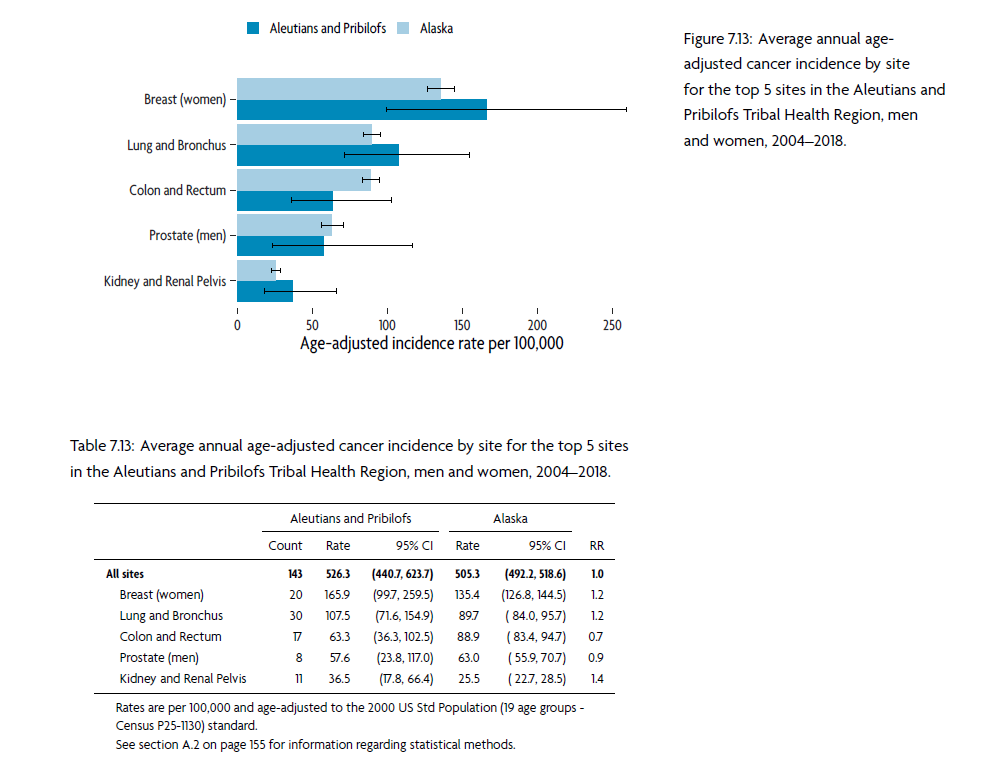 Aleutians and Pribilofs Alaska
Breast (women)
Lung and Bronchus
Colon and Rectum
Prostate (men)
Kidney and Renal Pelvis
0 50 100 150 200 250
Age-adjusted incidence rate per 100,000
Figure 7.13: Average annual age-
adjusted cancer incidence by site
for the top 5 sites in the Aleutians and
Pribilofs Tribal Health Region, men
and women, 2004–2018.
Table 7.13: Average annual age-adjusted cancer incidence by site for the top 5 sites
in the Aleutians and Pribilofs Tribal Health Region, men and women, 2004–2018.
Aleutians and Pribilofs Alaska
Count Rate 95% CI Rate 95% CI RR
All sites 143 526.3 (440.7, 623.7) 505.3 (492.2, 518.6) 1.0
Breast (women) 20 165.9 (99.7, 259.5) 135.4 (126.8, 144.5) 1.2
Lung and Bronchus 30 107.5 (71.6, 154.9) 89.7 ( 84.0, 95.7) 1.2
Colon and Rectum 17 63.3 (36.3, 102.5) 88.9 ( 83.4, 94.7) 0.7
Prostate (men) 8 57.6 (23.8, 117.0) 63.0 ( 55.9, 70.7) 0.9
Kidney and Renal Pelvis 11 36.5 (17.8, 66.4) 25.5 ( 22.7, 28.5) 1.4
Rates are per 100,000 and age-adjusted to the 2000 US Std Population (19 age groups -
Census P25-1130) standard.
See section A.2 on page 155 for information regarding statistical methods.